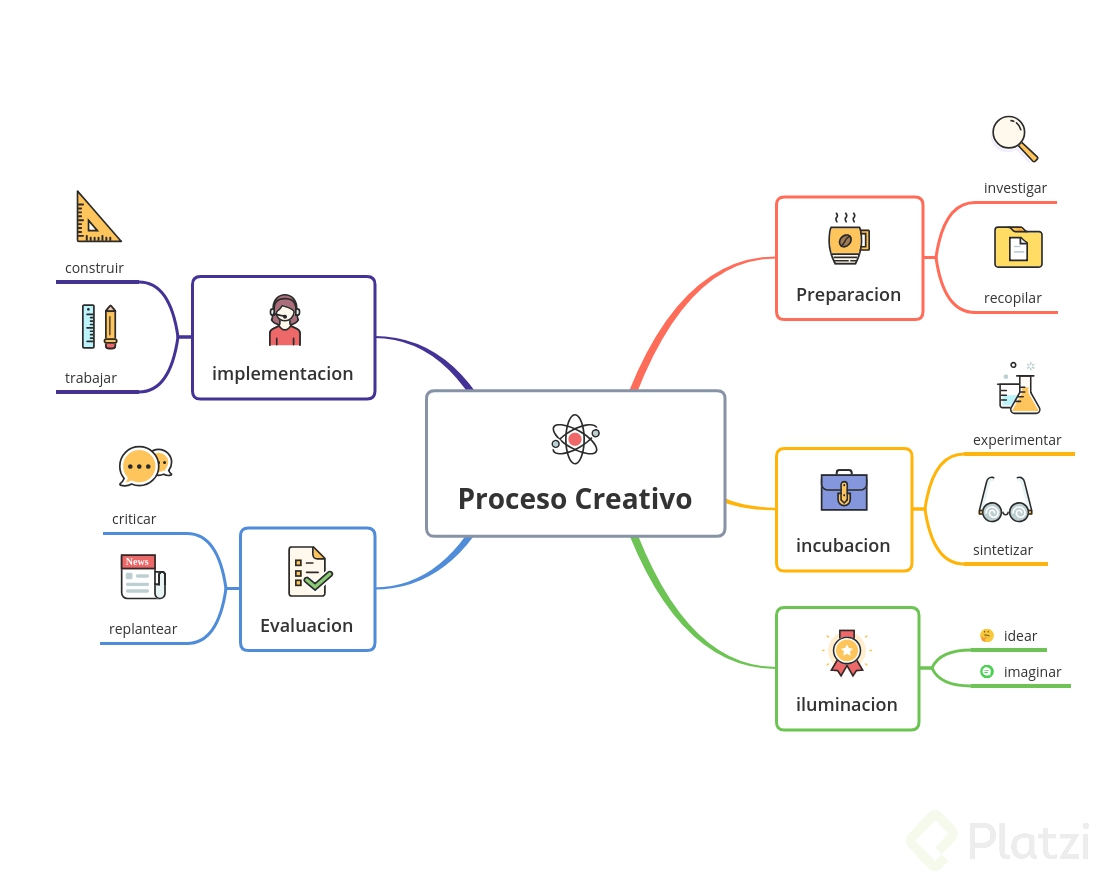 Proceso Creativo
Preparacion
investigar
recopilar
incubacion
experimentar
sintetizar
iluminacion
idear
imaginar
Evaluacion
criticar
News
replantear
implementacion
construir
trabajar
Platzi